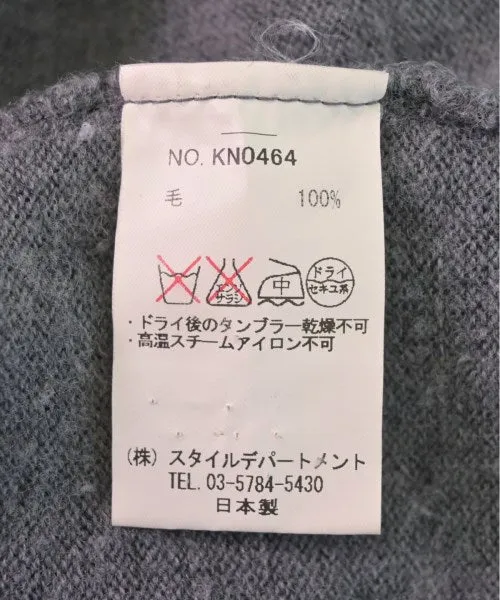 NO. KN0464
毛 100%
エンソ サラシ 中 ドライ セキユ系
・ドライ後のタンブラー乾燥不可
・高温スチームアイロン不可
(株) スタイルデパートメント
TEL. 03-5784-5430
日本製